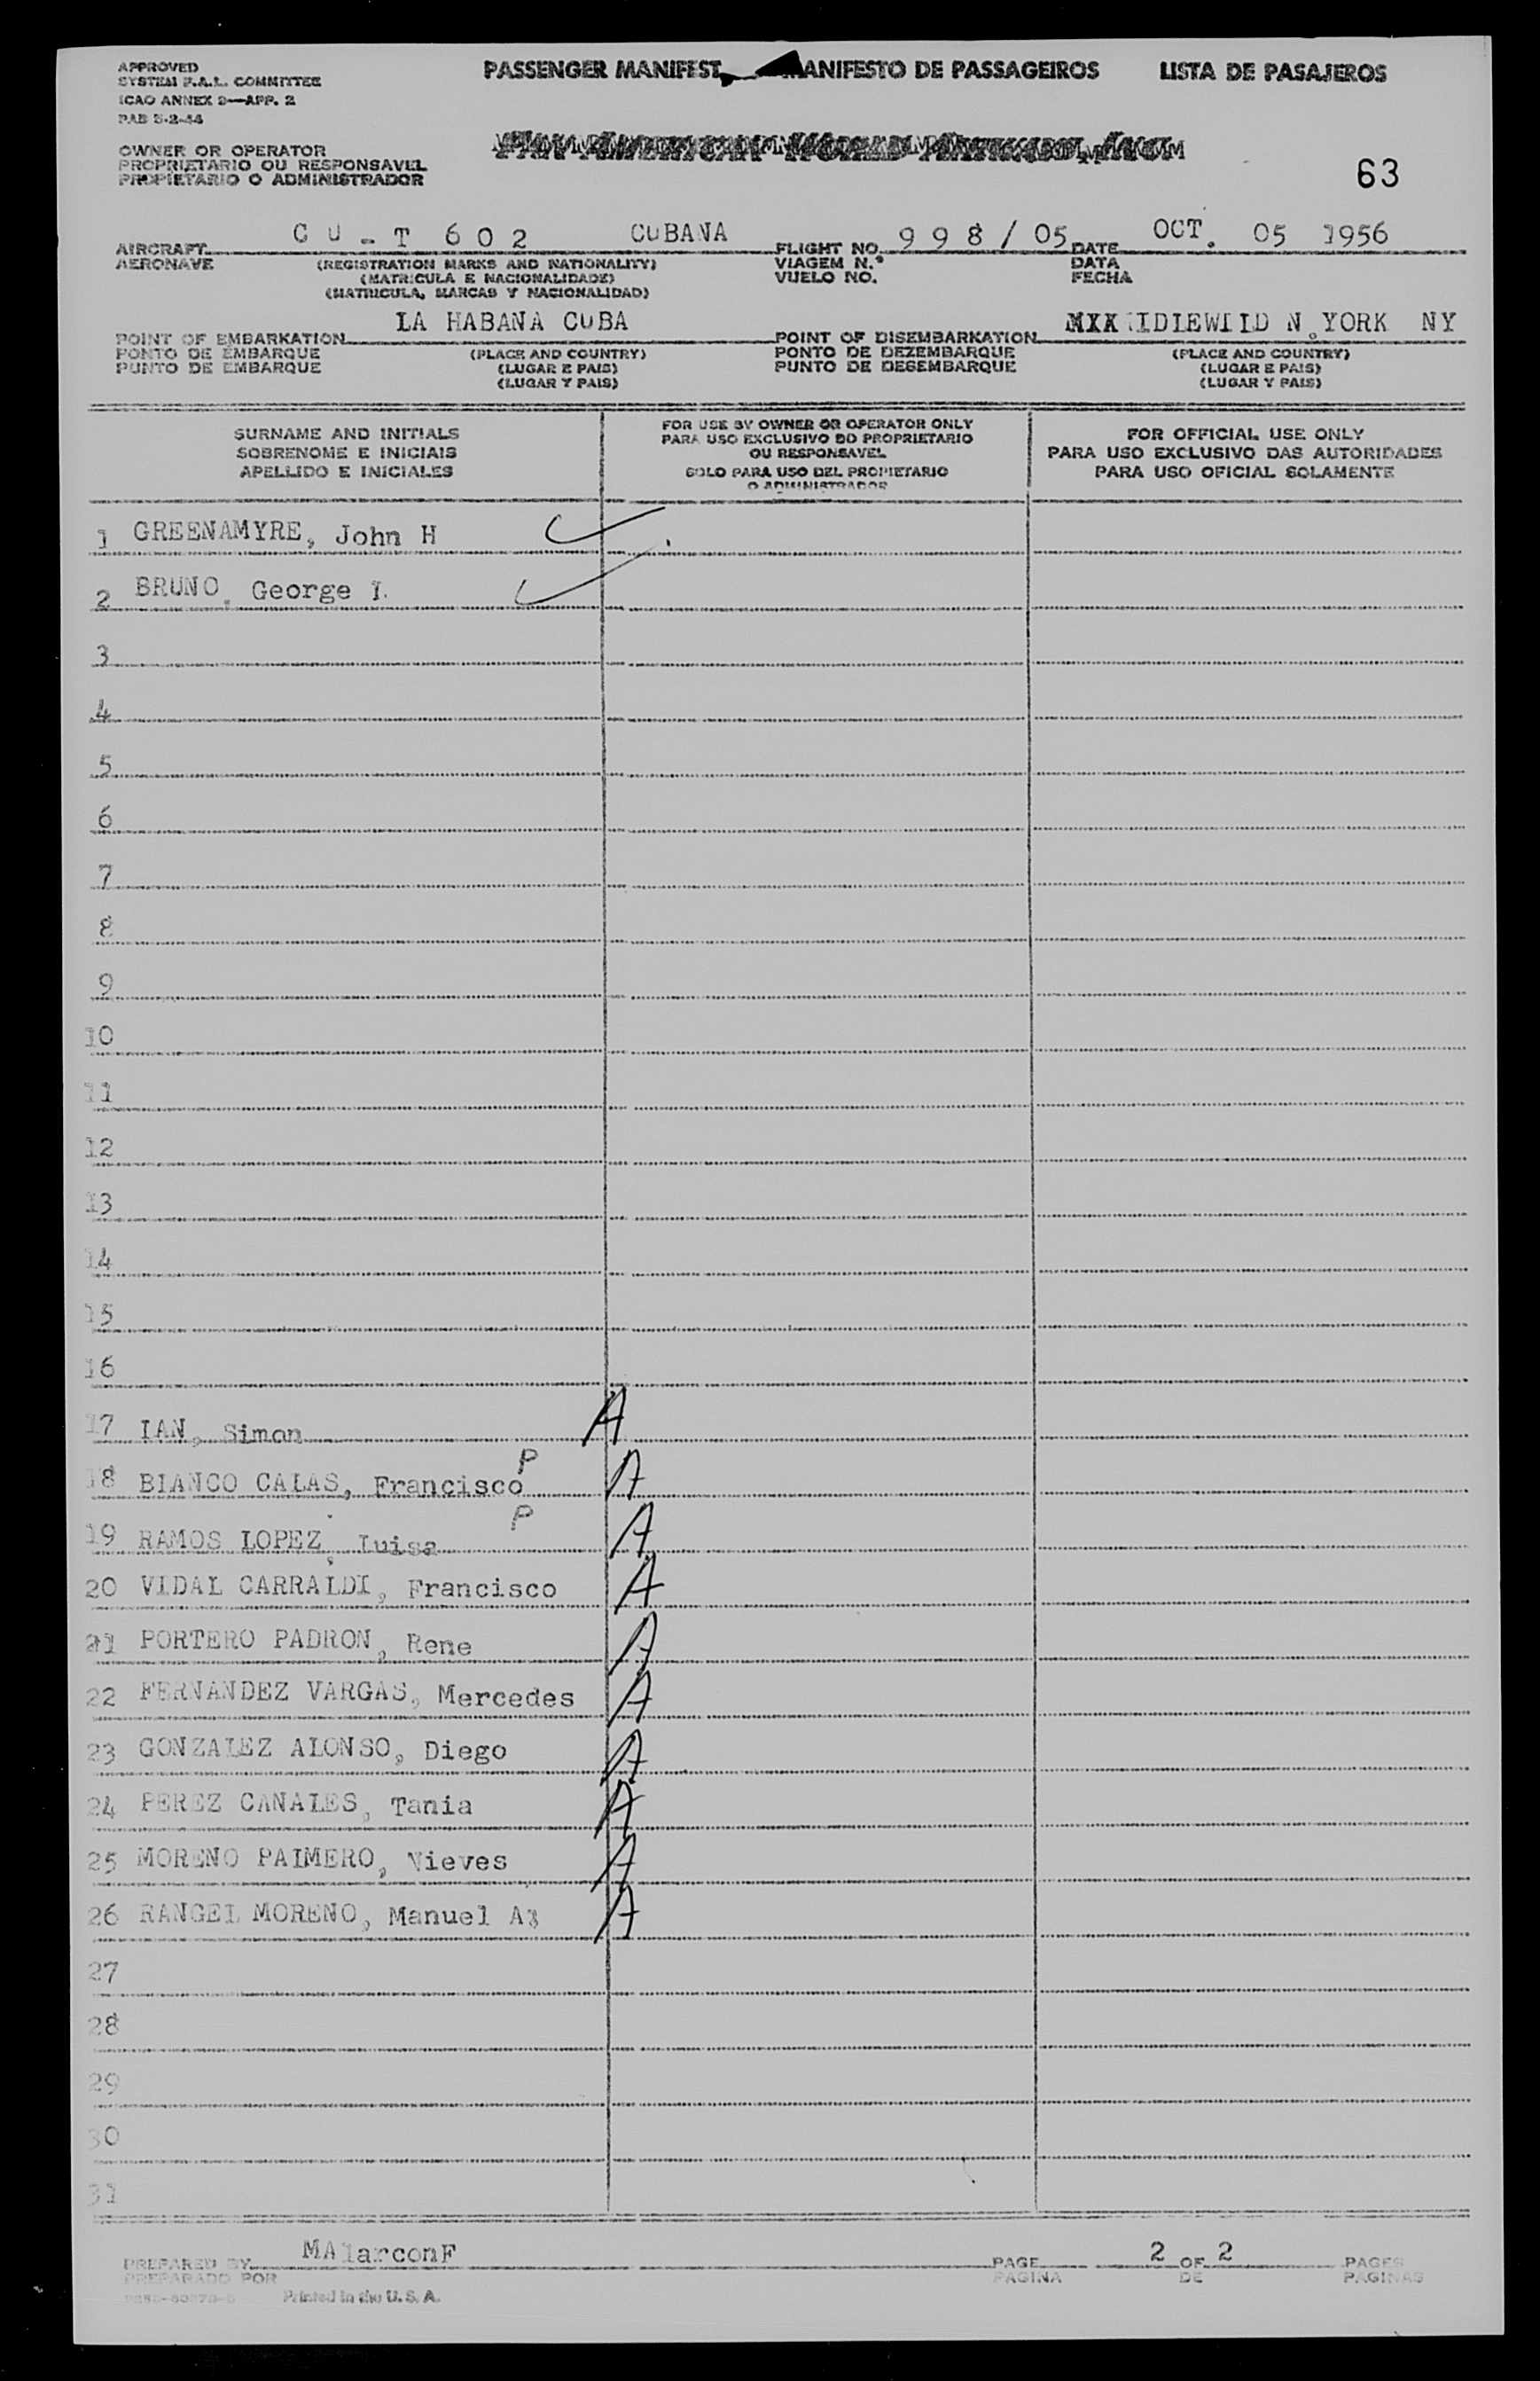 APPROVED
SYSTEM F.A.L. COMMITTEE
ICAO ANNEX 9—APP. 2
PAB 5-2-44
PASSENGER MANIFEST ANIFESTO DE PASSAGEIROS LISTA DE PASAJEROS
OWNER OR OPERATOR
PROPRIETARIO OU RESPONSAVEL
PROPIETARIO O ADMINISTRADOR
63
AIRCRAFT CU-T 602 CUBANA FLIGHT NO. 998/05 DATE OCT. 05 1956
AERONAVE (REGISTRATION MARKS AND NATIONALITY) VIAGEM N.º DATA
(MATRICULA E NACIONALIDADE) VUELO NO. FECHA
(MATRICULA, MARCAS Y NACIONALIDAD)
POINT OF EMBARKATION LA HABANA CUBA POINT OF DISEMBARKATION MXX IDLEWILD N.YORK NY
PONTO DE EMBARQUE (PLACE AND COUNTRY) PONTO DE DEZEMBARQUE (PLACE AND COUNTRY)
PUNTO DE EMBARQUE (LUGAR E PAIS) PUNTO DE DESEMBARQUE (LUGAR E PAIS)
(LUGAR Y PAIS) (LUGAR Y PAIS)
SURNAME AND INITIALS
SOBRENOME E INICIAIS
APELLIDO E INICIALES
FOR USE BY OWNER OR OPERATOR ONLY
PARA USO EXCLUSIVO DO PROPRIETARIO
OU RESPONSAVEL
SOLO PARA USO DEL PROPIETARIO
O ADMINISTRADOR
FOR OFFICIAL USE ONLY
PARA USO EXCLUSIVO DAS AUTORIDADES
PARA USO OFICIAL SOLAMENTE
1 GREENAMYRE, John H
2 BRUNO, George L.
3
4
5
6
7
8
9
10
11
12
13
14
15
16
17 IAN, Simon A
18 BLANCO CALAS, Francisco P A
19 RAMOS LOPEZ, Luisa P A
20 VIDAL CARRALDI, Francisco A
21 PORTERO PADRON, Rene A
22 FERNANDEZ VARGAS, Mercedes A
23 GONZALEZ ALONSO, Diego A
24 PEREZ CANALES, Tania A
25 MORENO PALMERO, Nieves A
26 RANGEL MORENO, Manuel A
27
28
29
30
31
PREPARED BY MAlarconF PAGE 2 OF 2 PAGES
PREPARADO POR PAGINA DE PAGINAS
Printed in the U. S. A.